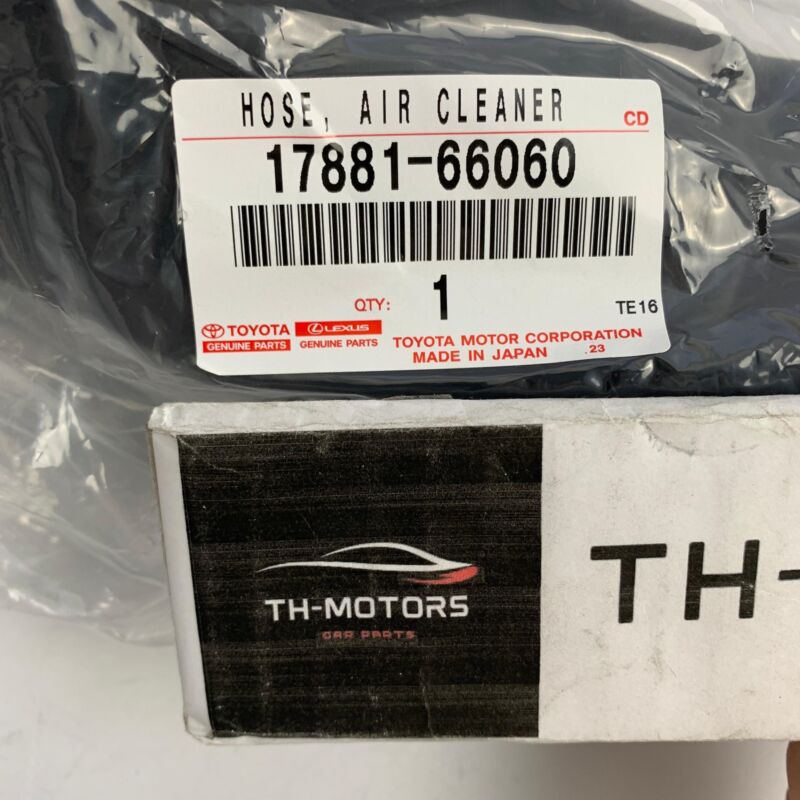 HOSE, AIR CLEANER
CD
17881-66060
QTY: 1
TE16
TOYOTA
GENUINE PARTS
LEXUS
GENUINE PARTS
TOYOTA MOTOR CORPORATION
MADE IN JAPAN .23
TH-MOTORS
CAR PARTS
TH-